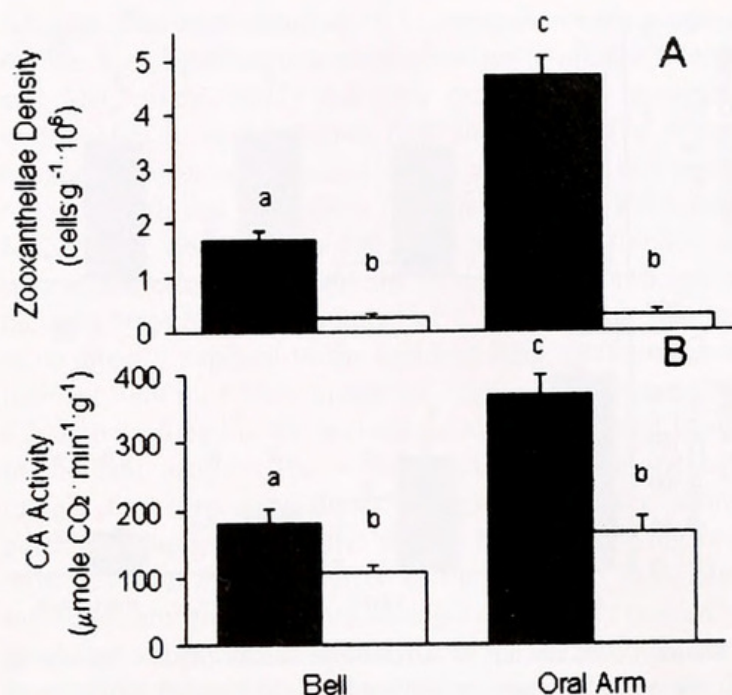 A
Zooxanthellae Density
(cells·g⁻¹·10⁶)
5
4
3
2
1
0
a
b
c
b
B
CA Activity
(μmole CO₂·min⁻¹·g⁻¹)
400
300
200
100
0
a
b
c
b
Bell
Oral Arm